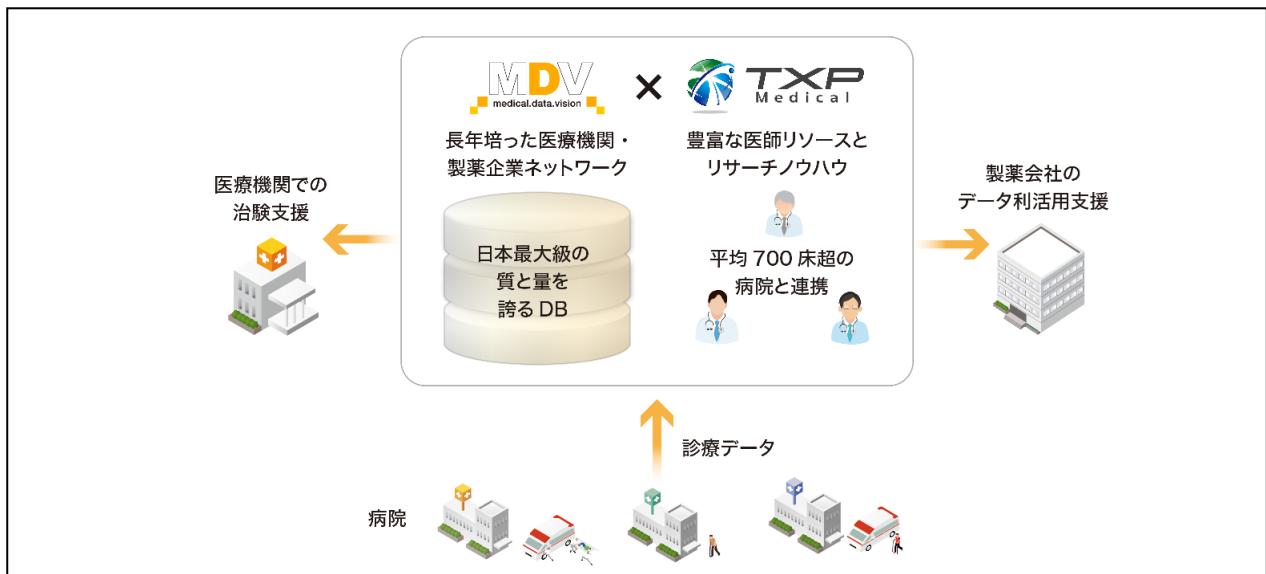 MDV
medical.data.vision
×
TXP
Medical
長年培った医療機関・
製薬企業ネットワーク
豊富な医師リソースと
リサーチノウハウ
医療機関での
治験支援
製薬会社の
データ利活用支援
日本最大級の
質と量を
誇るDB
平均700床超の
病院と連携
診療データ
病院